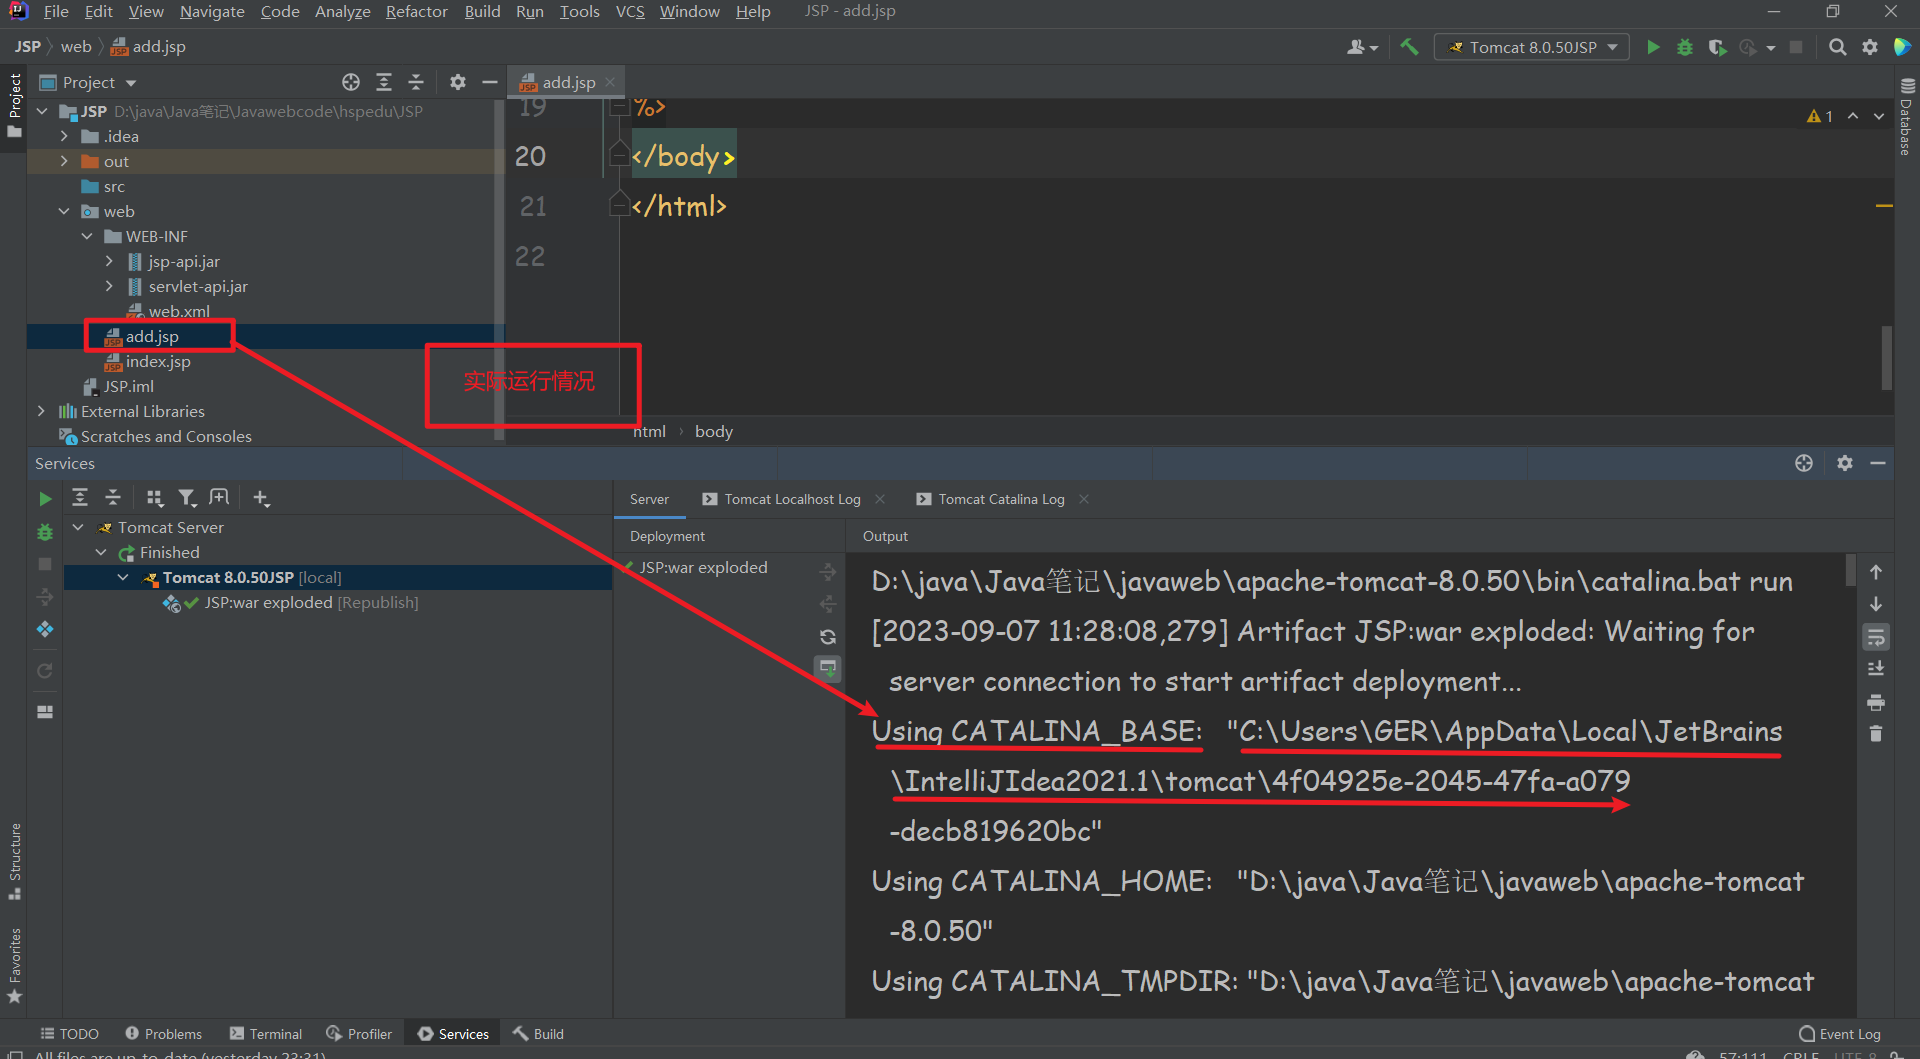 File Edit View Navigate Code Analyze Refactor Build Run Tools VCS Window Help JSP - add.jsp
JSP web add.jsp
Tomcat 8.0.50JSP
Project
Project
add.jsp
Database
JSP D:\java\Java笔记\Javawebcode\hspedu\JSP
.idea
out
src
web
WEB-INF
jsp-api.jar
servlet-api.jar
web.xml
add.jsp
index.jsp
JSP.iml
External Libraries
Scratches and Consoles
19 %>
20 </body>
21 </html>
22
1
实际运行情况
html › body
Services
Server Tomcat Localhost Log Tomcat Catalina Log
Tomcat Server
Finished
Tomcat 8.0.50JSP [local]
JSP:war exploded [Republish]
Deployment
JSP:war exploded
Output
D:\java\Java笔记\javaweb\apache-tomcat-8.0.50\bin\catalina.bat run
[2023-09-07 11:28:08,279] Artifact JSP:war exploded: Waiting for
server connection to start artifact deployment...
Using CATALINA_BASE: "C:\Users\GER\AppData\Local\JetBrains
\IntelliJIdea2021.1\tomcat\4f04925e-2045-47fa-a079
-decb819620bc"
Using CATALINA_HOME: "D:\java\Java笔记\javaweb\apache-tomcat
-8.0.50"
Using CATALINA_TMPDIR: "D:\java\Java笔记\javaweb\apache-tomcat
Structure
Favorites
TODO Problems Terminal Profiler Services Build Event Log
All files are up-to-date (yesterday 23:31) 57:111 CRLF UTF-8